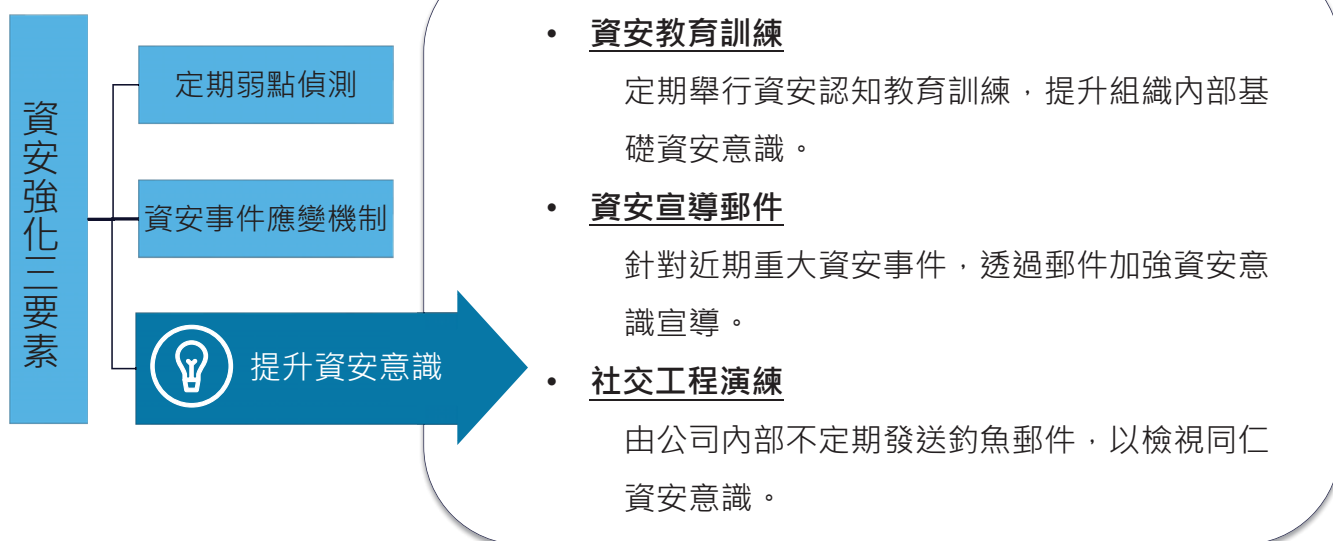 資安強化三要素
定期弱點偵測
資安事件應變機制
提升資安意識
• 資安教育訓練
定期舉行資安認知教育訓練，提升組織內部基
礎資安意識。
• 資安宣導郵件
針對近期重大資安事件，透過郵件加強資安意
識宣導。
• 社交工程演練
由公司內部不定期發送釣魚郵件，以檢視同仁
資安意識。